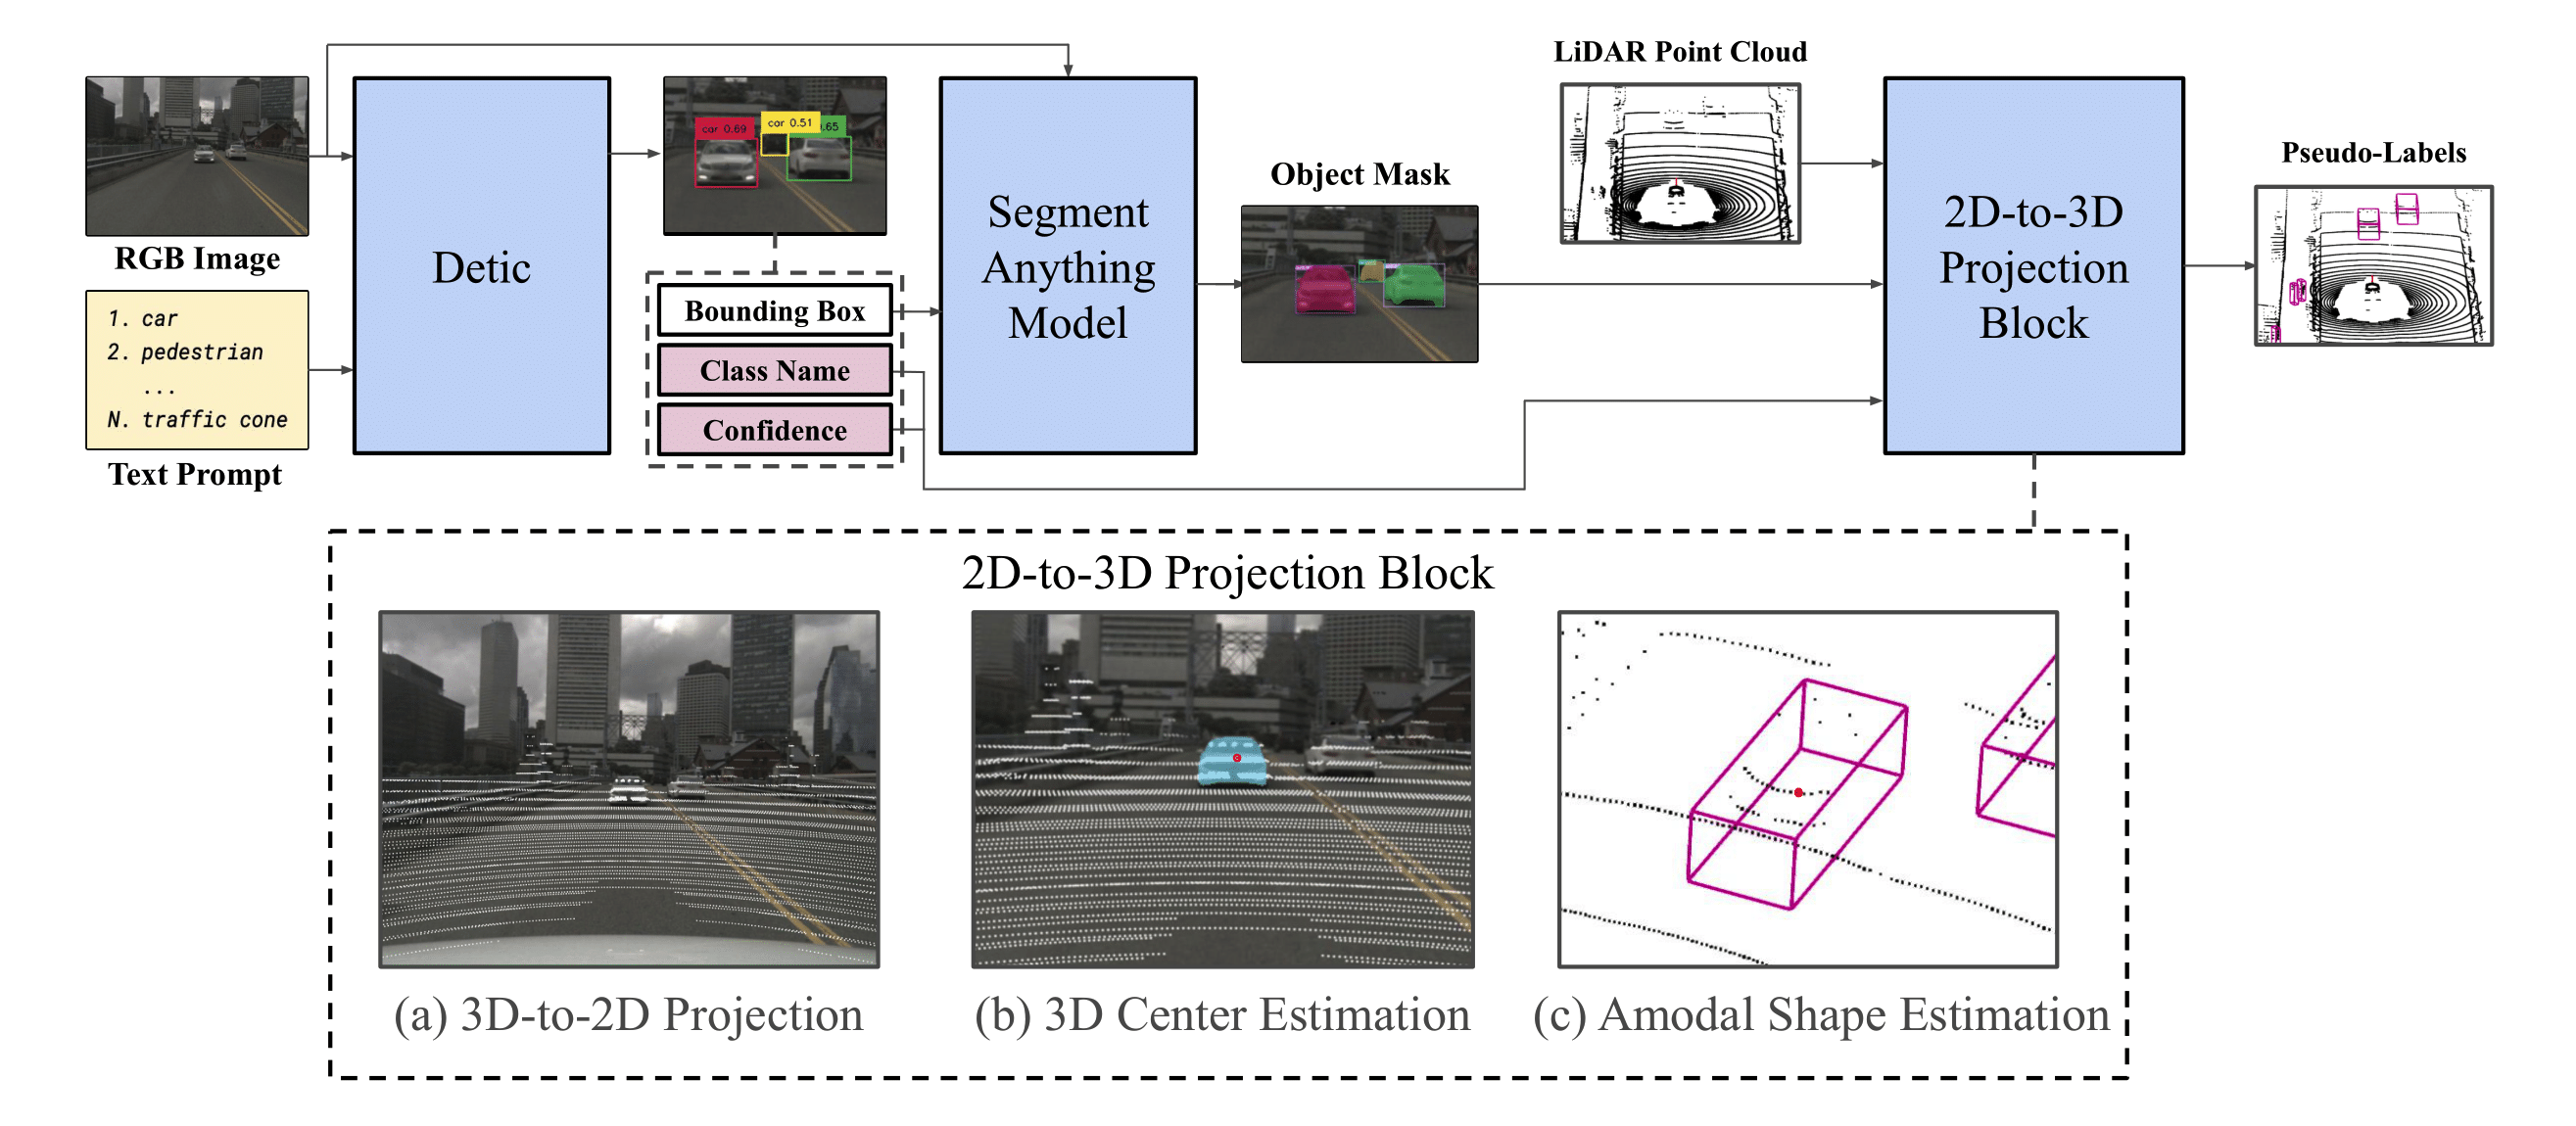 LiDAR Point Cloud
RGB Image
1. car
2. pedestrian
...
N. traffic cone
Text Prompt
Detic
car 0.69
car 0.51
.65
Bounding Box
Class Name
Confidence
Segment
Anything
Model
Object Mask
2D-to-3D
Projection
Block
Pseudo-Labels
2D-to-3D Projection Block
(a) 3D-to-2D Projection
(b) 3D Center Estimation
(c) Amodal Shape Estimation